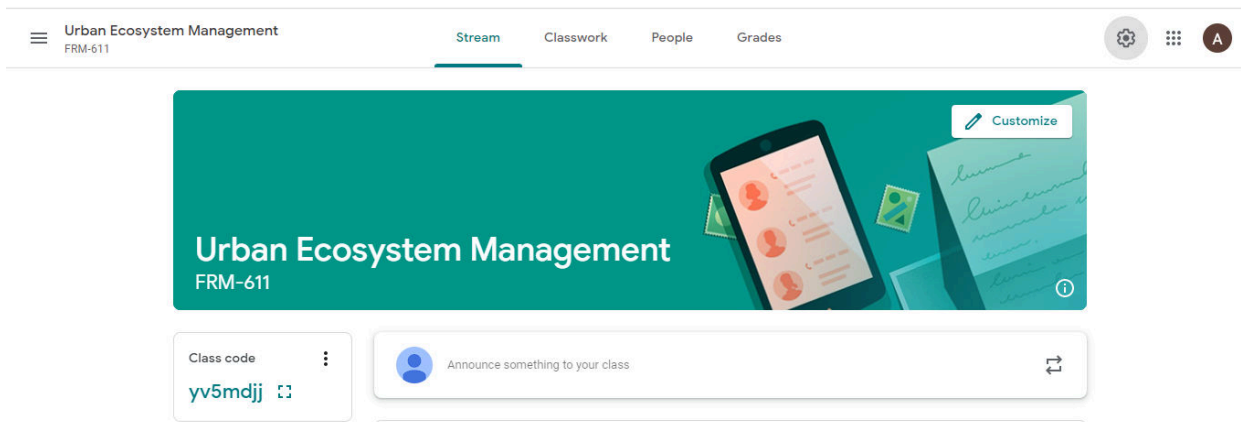 Urban Ecosystem Management
FRM-611
Stream Classwork People Grades
A
Customize
Urban Ecosystem Management
FRM-611
Class code
yv5mdjj
Announce something to your class